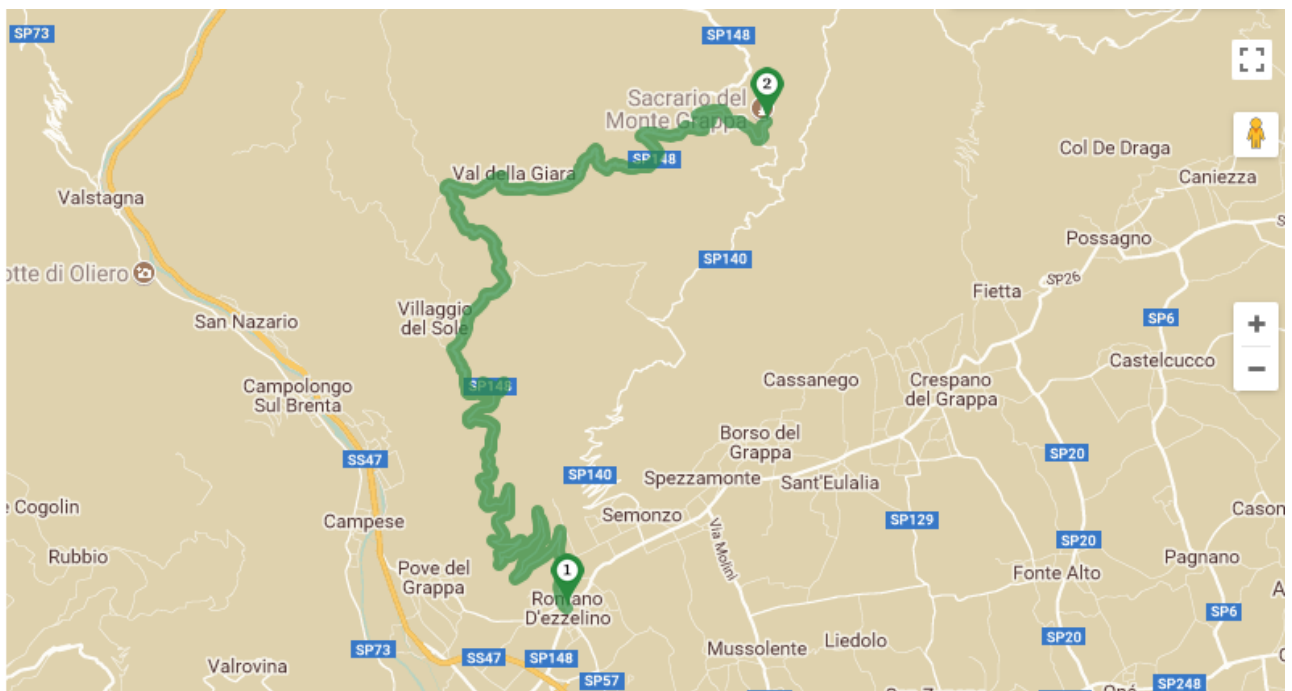 SP73
SP148
2
Sacrario del
Monte Grappa
Col De Draga
SP148
Val della Giara
Caniezza
Valstagna
Possagno
SP140
otte di Oliero
SP26
Fietta
Villaggio
del Sole
San Nazario
SP6
+
Castelcucco
−
Campolongo
Sul Brenta
SP148
Cassanego
Crespano
del Grappa
Borso del
Grappa
SS47
SP20
SP140
Spezzamonte
Sant'Eulalia
Cogolin
Campese
Semonzo
SP129
Cason
Via Molini
SP20
Rubbio
Pagnano
Pove del
Grappa
1
Fonte Alto
Romano
D'ezzelino
SP6
SP20
Mussolente
Liedolo
SP73
SS47
SP148
Valrovina
SP57
SP248